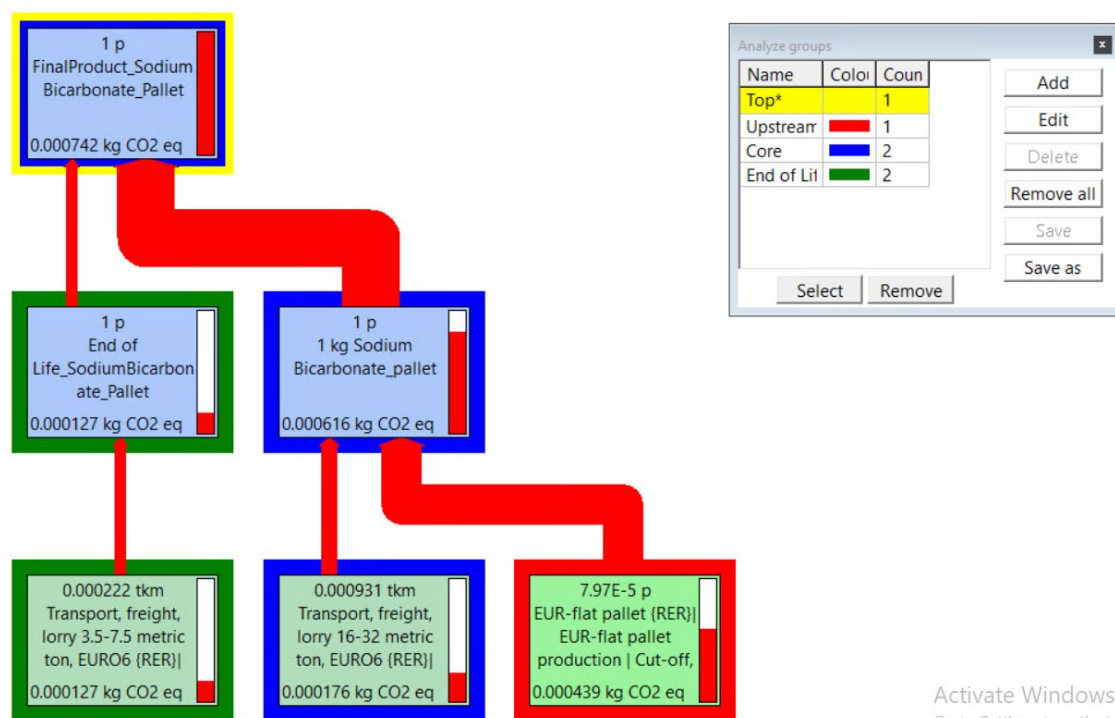 1 p
FinalProduct_Sodium
Bicarbonate_Pallet
0.000742 kg CO2 eq
Analyze groups
x
Name Colo Coun
Top* 1
Upstream 1
Core 2
End of Lif 2
Add
Edit
Delete
Remove all
Save
Save as
Select Remove
1 p
End of
Life_SodiumBicarbon
ate_Pallet
0.000127 kg CO2 eq
1 p
1 kg Sodium
Bicarbonate_pallet
0.000616 kg CO2 eq
0.000222 tkm
Transport, freight,
lorry 3.5-7.5 metric
ton, EURO6 {RER}|
0.000127 kg CO2 eq
0.000931 tkm
Transport, freight,
lorry 16-32 metric
ton, EURO6 {RER}|
0.000176 kg CO2 eq
7.97E-5 p
EUR-flat pallet {RER}|
EUR-flat pallet
production | Cut-off,
0.000439 kg CO2 eq
Activate Windows